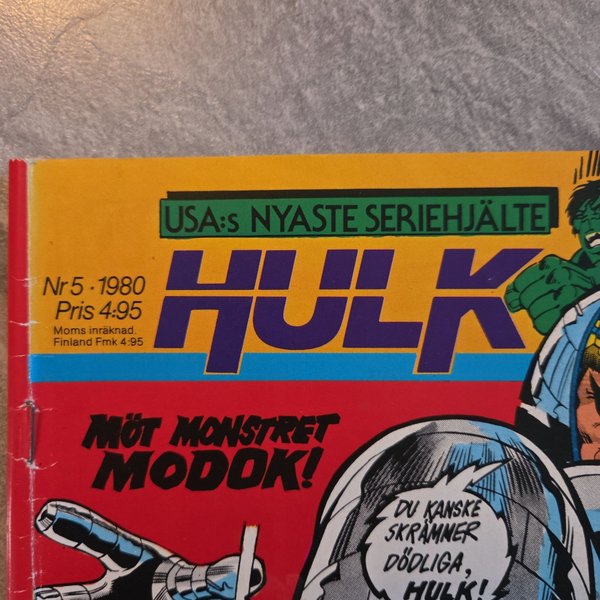 USA:s NYASTE SERIEHJÄLTE
HULK
Nr 5 · 1980
Pris 4:95
Moms inräknad.
Finland Fmk 4:95
MÖT MONSTRET
MODOK!
DU KANSKE
SKRÄMMER
DÖDLIGA,
HULK!